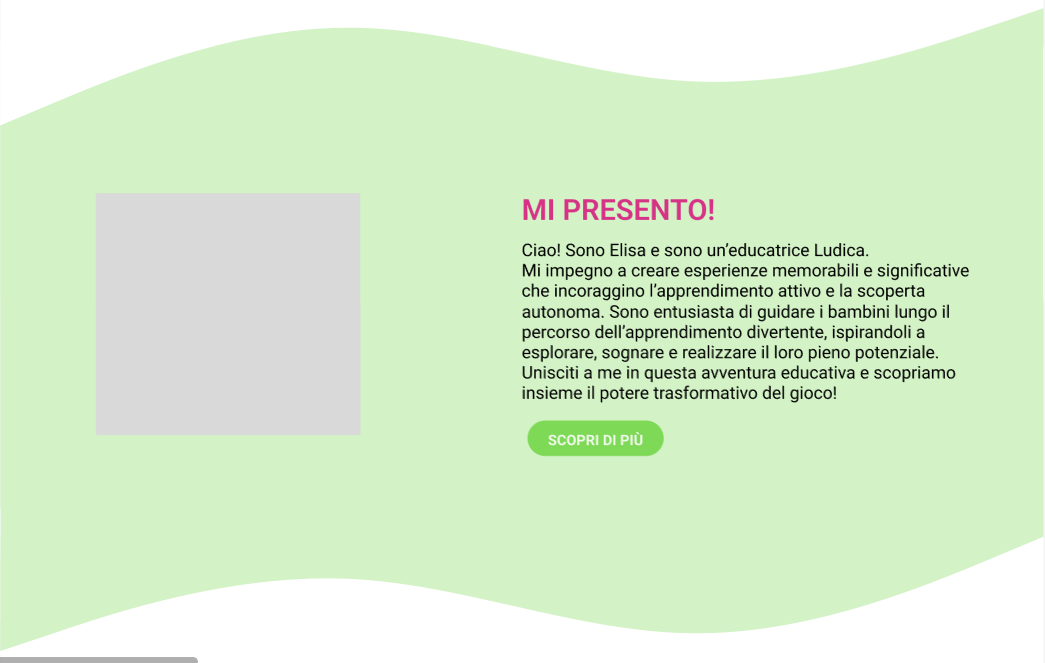 MI PRESENTO!
Ciao! Sono Elisa e sono un’educatrice Ludica.
Mi impegno a creare esperienze memorabili e significative
che incoraggino l’apprendimento attivo e la scoperta
autonoma. Sono entusiasta di guidare i bambini lungo il
percorso dell’apprendimento divertente, ispirandoli a
esplorare, sognare e realizzare il loro pieno potenziale.
Unisciti a me in questa avventura educativa e scopriamo
insieme il potere trasformativo del gioco!
SCOPRI DI PIÙ